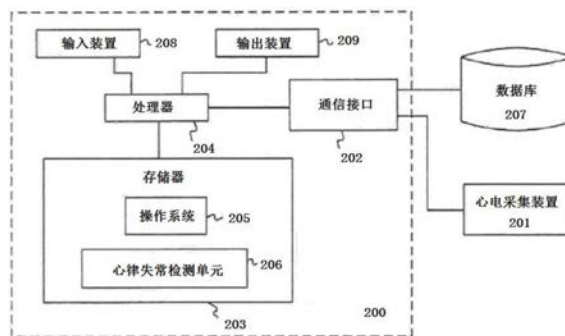 输入装置
208
输出装置
209
处理器
204
通信接口
202
数据库
207
存储器
操作系统
205
心律失常检测单元
206
203
200
心电采集装置
201